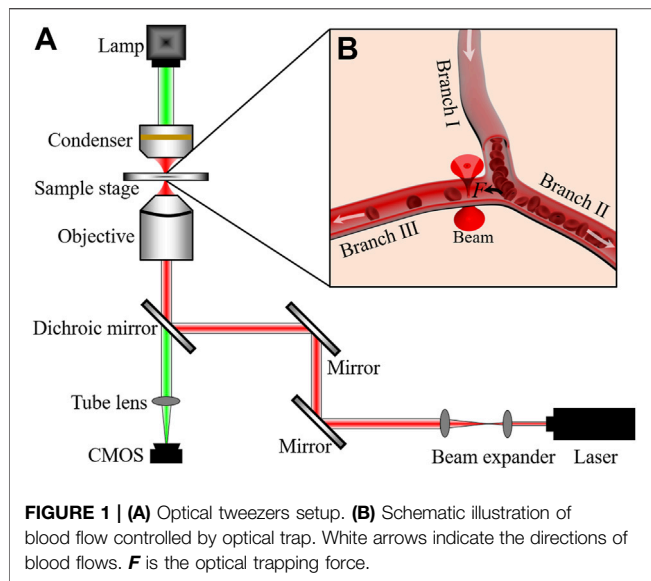 A
Lamp
Condenser
Sample stage
Objective
Dichroic mirror
Tube lens
CMOS
Mirror
Mirror
Beam expander
Laser
B
Branch I
Branch II
Branch III
F
Beam
FIGURE 1 | (A) Optical tweezers setup. (B) Schematic illustration of
blood flow controlled by optical trap. White arrows indicate the directions of
blood flows. F is the optical trapping force.